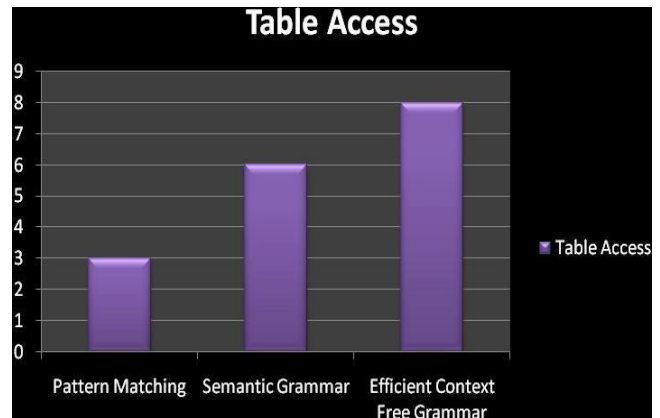 Table Access
9
8
7
6
5
4
3
2
1
0
Table Access
Pattern Matching Semantic Grammar Efficient Context
Free Grammar